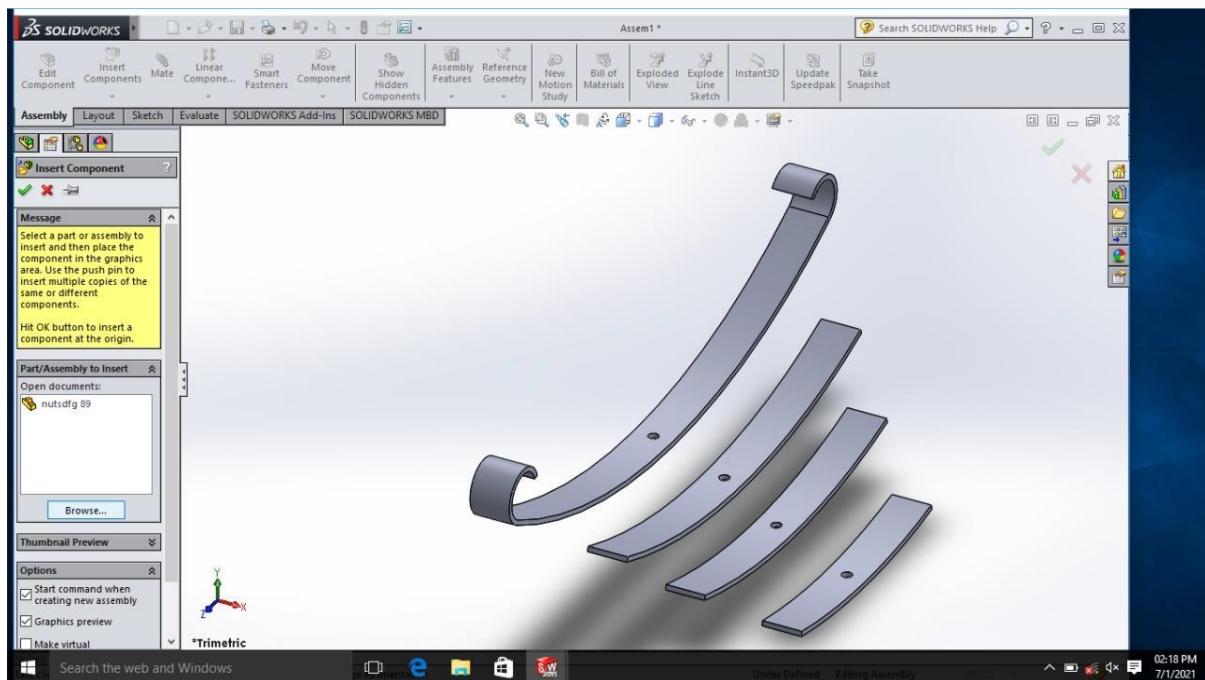 SOLIDWORKS
Assem1 *
Search SOLIDWORKS Help
Edit Component
Insert Components
Mate
Linear Compone...
Smart Fasteners
Move Component
Show Hidden Components
Assembly Features
Reference Geometry
New Motion Study
Bill of Materials
Exploded View
Explode Line Sketch
Instant3D
Update Speedpak
Take Snapshot
Assembly Layout Sketch Evaluate SOLIDWORKS Add-Ins SOLIDWORKS MBD
Insert Component ?
Message
Select a part or assembly to
insert and then place the
component in the graphics
area. Use the push pin to
insert multiple copies of the
same or different
components.
Hit OK button to insert a
component at the origin.
Part/Assembly to Insert
Open documents:
nutsdfg 89
Browse...
Thumbnail Preview
Options
Start command when
creating new assembly
Graphics preview
Make virtual
Y
X
Z
*Trimetric
Under Defined Editing Assembly
Search the web and Windows
02:18 PM
7/1/2021